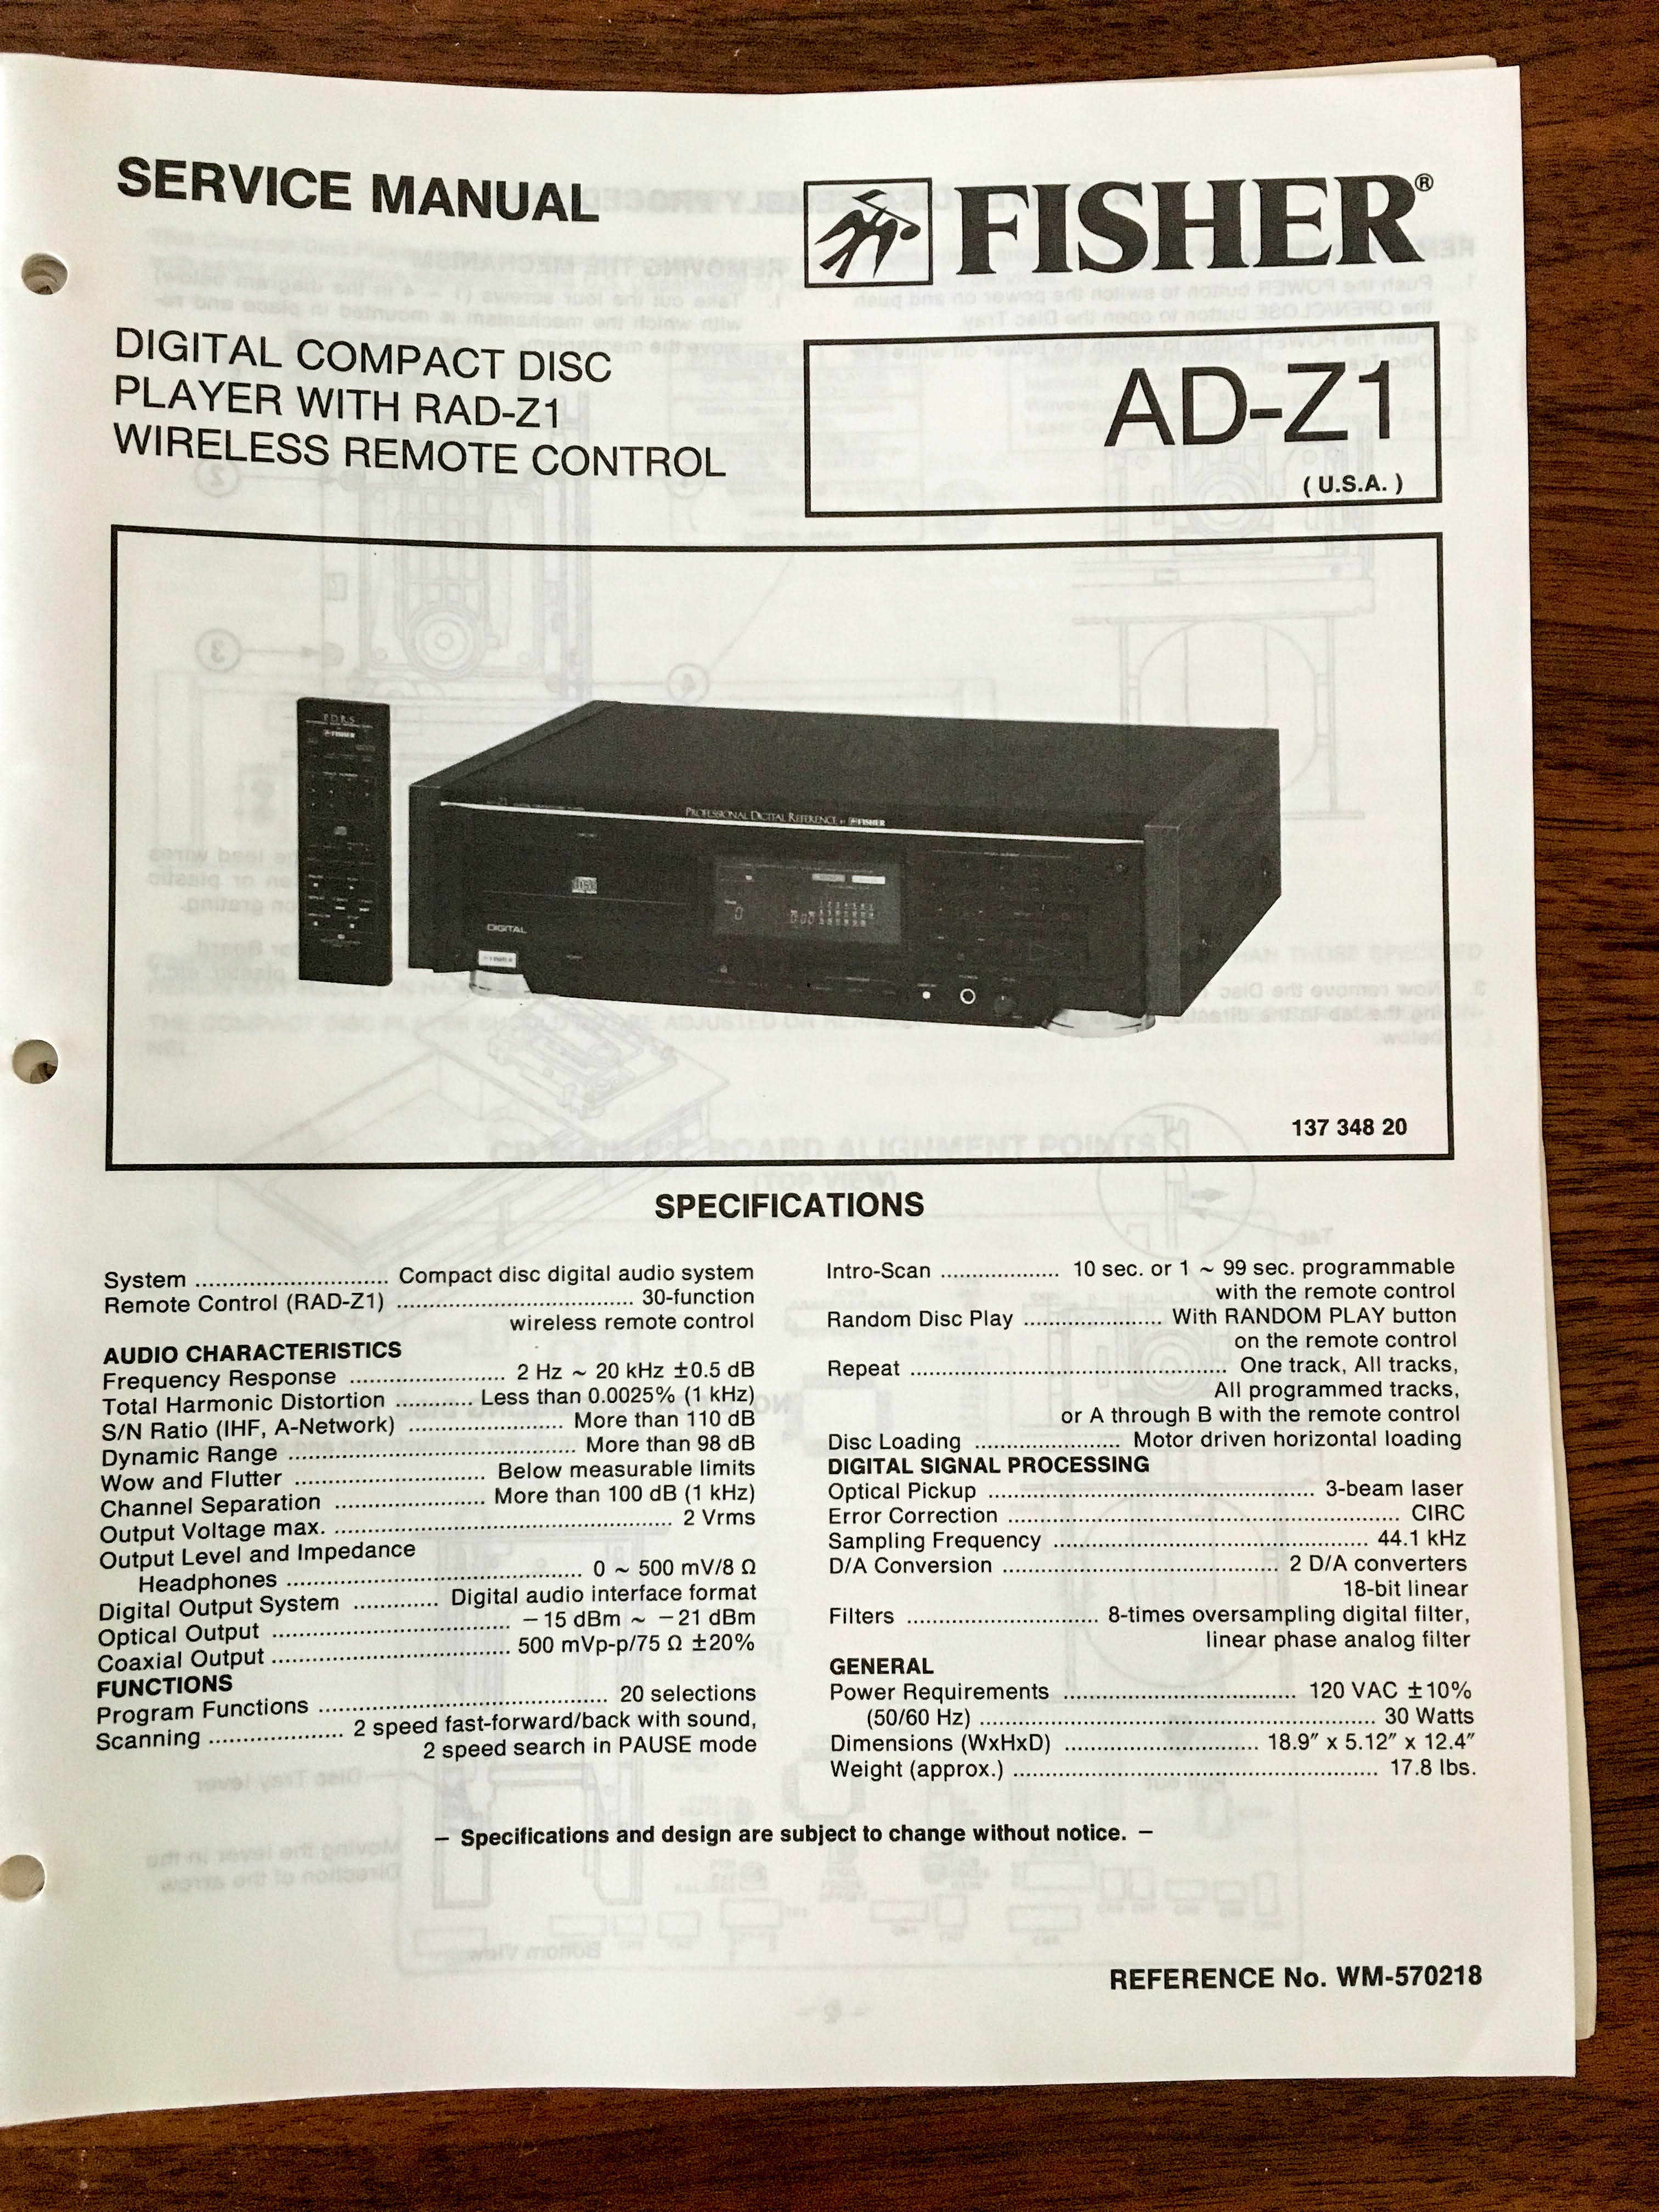 SERVICE MANUAL
FISHER®
DIGITAL COMPACT DISC
PLAYER WITH RAD-Z1
WIRELESS REMOTE CONTROL
AD-Z1
( U.S.A. )
P.D.R.S
FISHER
PROFESSIONAL DIGITAL REFERENCE BY FISHER
DIGITAL
FISHER
137 348 20
SPECIFICATIONS
System ............................ Compact disc digital audio system
Remote Control (RAD-Z1) .................................. 30-function
wireless remote control
AUDIO CHARACTERISTICS
Frequency Response ....................... 2 Hz ~ 20 kHz ±0.5 dB
Total Harmonic Distortion ........... Less than 0.0025% (1 kHz)
S/N Ratio (IHF, A-Network) ....................... More than 110 dB
Dynamic Range .......................................... More than 98 dB
Wow and Flutter ............................ Below measurable limits
Channel Separation ...................... More than 100 dB (1 kHz)
Output Voltage max. ................................................. 2 Vrms
Output Level and Impedance
Headphones ........................................... 0 ~ 500 mV/8 Ω
Digital Output System ............ Digital audio interface format
Optical Output ................................... −15 dBm ~ −21 dBm
Coaxial Output ................................... 500 mVp-p/75 Ω ±20%
FUNCTIONS
Program Functions .......................................... 20 selections
Scanning .................... 2 speed fast-forward/back with sound,
2 speed search in PAUSE mode
Intro-Scan .................. 10 sec. or 1 ~ 99 sec. programmable
with the remote control
Random Disc Play .................... With RANDOM PLAY button
on the remote control
Repeat .............................................. One track, All tracks,
All programmed tracks,
or A through B with the remote control
Disc Loading ..................... Motor driven horizontal loading
DIGITAL SIGNAL PROCESSING
Optical Pickup ................................................ 3-beam laser
Error Correction ......................................................... CIRC
Sampling Frequency .............................................. 44.1 kHz
D/A Conversion ........................................ 2 D/A converters
18-bit linear
Filters ............................ 8-times oversampling digital filter,
linear phase analog filter
GENERAL
Power Requirements .................................. 120 VAC ±10%
(50/60 Hz) .......................................................... 30 Watts
Dimensions (WxHxD) ............................ 18.9″ x 5.12″ x 12.4″
Weight (approx.) ..................................................... 17.8 lbs.
– Specifications and design are subject to change without notice. –
REFERENCE No. WM-570218